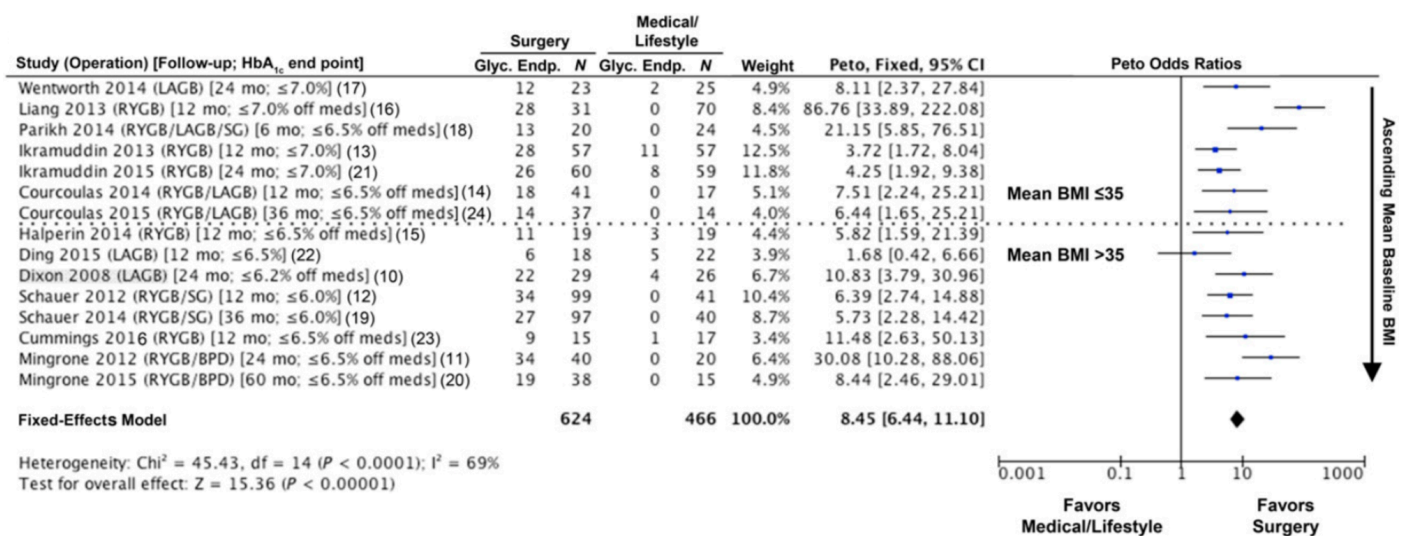 Surgery Medical/ Lifestyle
Study (Operation) [Follow-up; HbA1c end point] Glyc. Endp. N Glyc. Endp. N Weight Peto, Fixed, 95% CI Peto Odds Ratios
Wentworth 2014 (LAGB) [24 mo; ≤7.0%] (17) 12 23 2 25 4.9% 8.11 [2.37, 27.84]
Liang 2013 (RYGB) [12 mo; ≤7.0% off meds] (16) 28 31 0 70 8.4% 86.76 [33.89, 222.08]
Parikh 2014 (RYGB/LAGB/SG) [6 mo; ≤6.5% off meds] (18) 13 20 0 24 4.5% 21.15 [5.85, 76.51]
Ikramuddin 2013 (RYGB) [12 mo; ≤7.0%] (13) 28 57 11 57 12.5% 3.72 [1.72, 8.04]
Ikramuddin 2015 (RYGB) [24 mo; ≤7.0%] (21) 26 60 8 59 11.8% 4.25 [1.92, 9.38]
Courcoulas 2014 (RYGB/LAGB) [12 mo; ≤6.5% off meds] (14) 18 41 0 17 5.1% 7.51 [2.24, 25.21] Mean BMI ≤35
Courcoulas 2015 (RYGB/LAGB) [36 mo; ≤6.5% off meds] (24) 14 37 0 14 4.0% 6.44 [1.65, 25.21]
Halperin 2014 (RYGB) [12 mo; ≤6.5% off meds] (15) 11 19 3 19 4.4% 5.82 [1.59, 21.39]
Ding 2015 (LAGB) [12 mo; ≤6.5%] (22) 6 18 5 22 3.9% 1.68 [0.42, 6.66] Mean BMI >35
Dixon 2008 (LAGB) [24 mo; ≤6.2% off meds] (10) 22 29 4 26 6.7% 10.83 [3.79, 30.96]
Schauer 2012 (RYGB/SG) [12 mo; ≤6.0%] (12) 34 99 0 41 10.4% 6.39 [2.74, 14.88]
Schauer 2014 (RYGB/SG) [36 mo; ≤6.0%] (19) 27 97 0 40 8.7% 5.73 [2.28, 14.42]
Cummings 2016 (RYGB) [12 mo; ≤6.5% off meds] (23) 9 15 1 17 3.4% 11.48 [2.63, 50.13]
Mingrone 2012 (RYGB/BPD) [24 mo; ≤6.5% off meds] (11) 34 40 0 20 6.4% 30.08 [10.28, 88.06]
Mingrone 2015 (RYGB/BPD) [60 mo; ≤6.5% off meds] (20) 19 38 0 15 4.9% 8.44 [2.46, 29.01]
Ascending Mean Baseline BMI
Fixed-Effects Model 624 466 100.0% 8.45 [6.44, 11.10]
Heterogeneity: Chi² = 45.43, df = 14 (P < 0.0001); I² = 69%
Test for overall effect: Z = 15.36 (P < 0.00001)
0.001 0.1 1 10 1000
Favors Medical/Lifestyle
Favors Surgery